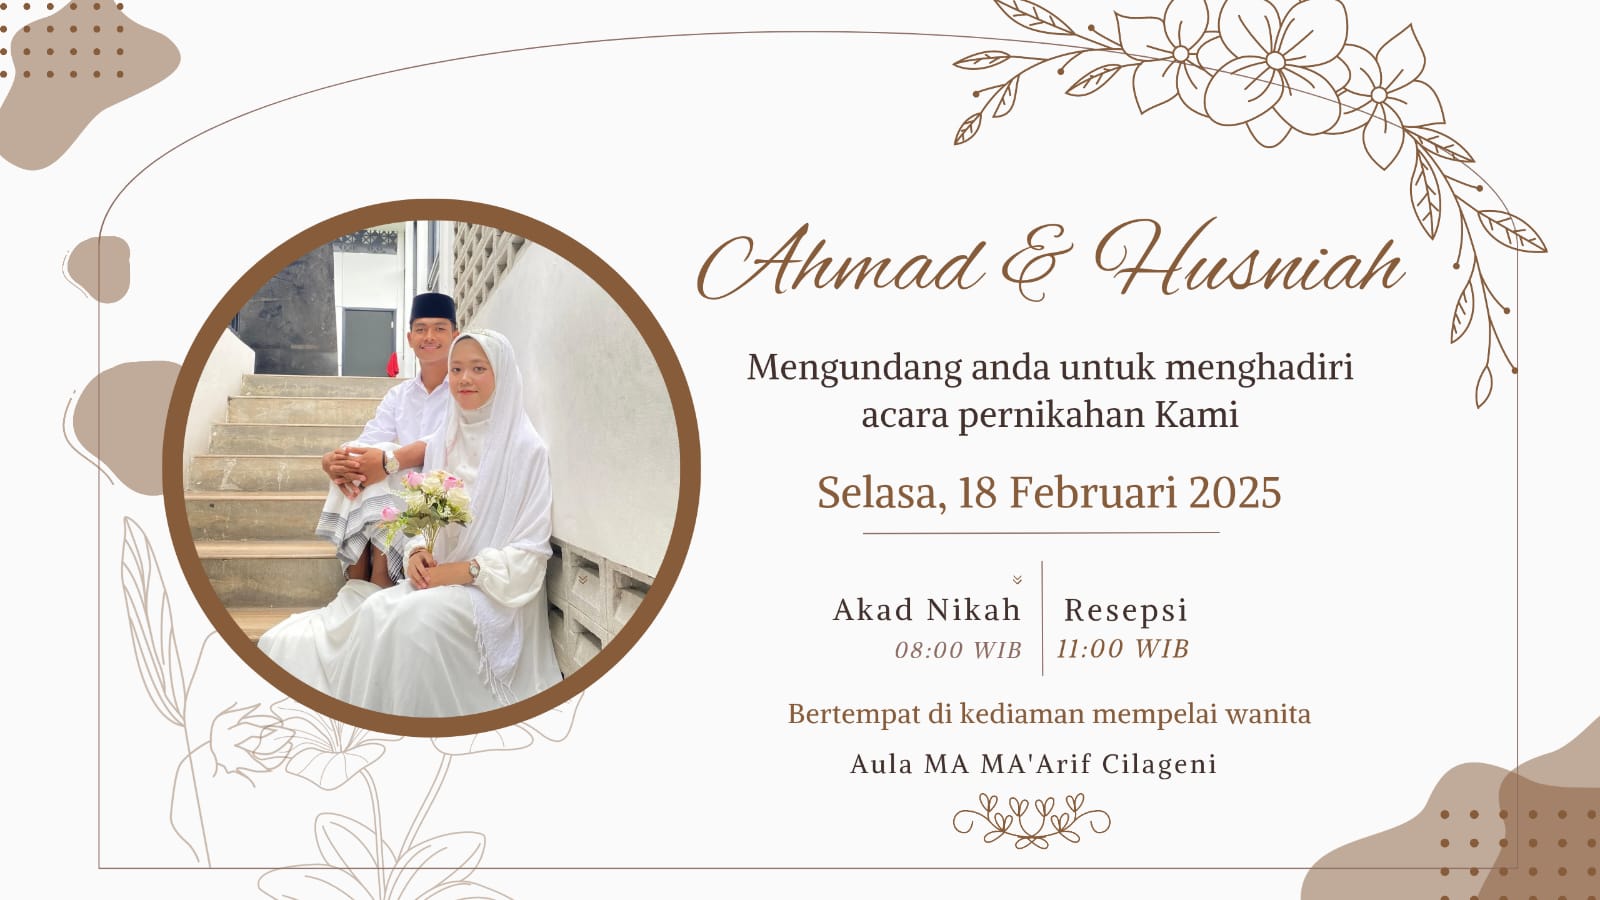 Ahmad & Husniah
Mengundang anda untuk menghadiri
acara pernikahan Kami
Selasa, 18 Februari 2025
Akad Nikah
08:00 WIB
Resepsi
11:00 WIB
Bertempat di kediaman mempelai wanita
Aula MA MA'Arif Cilageni